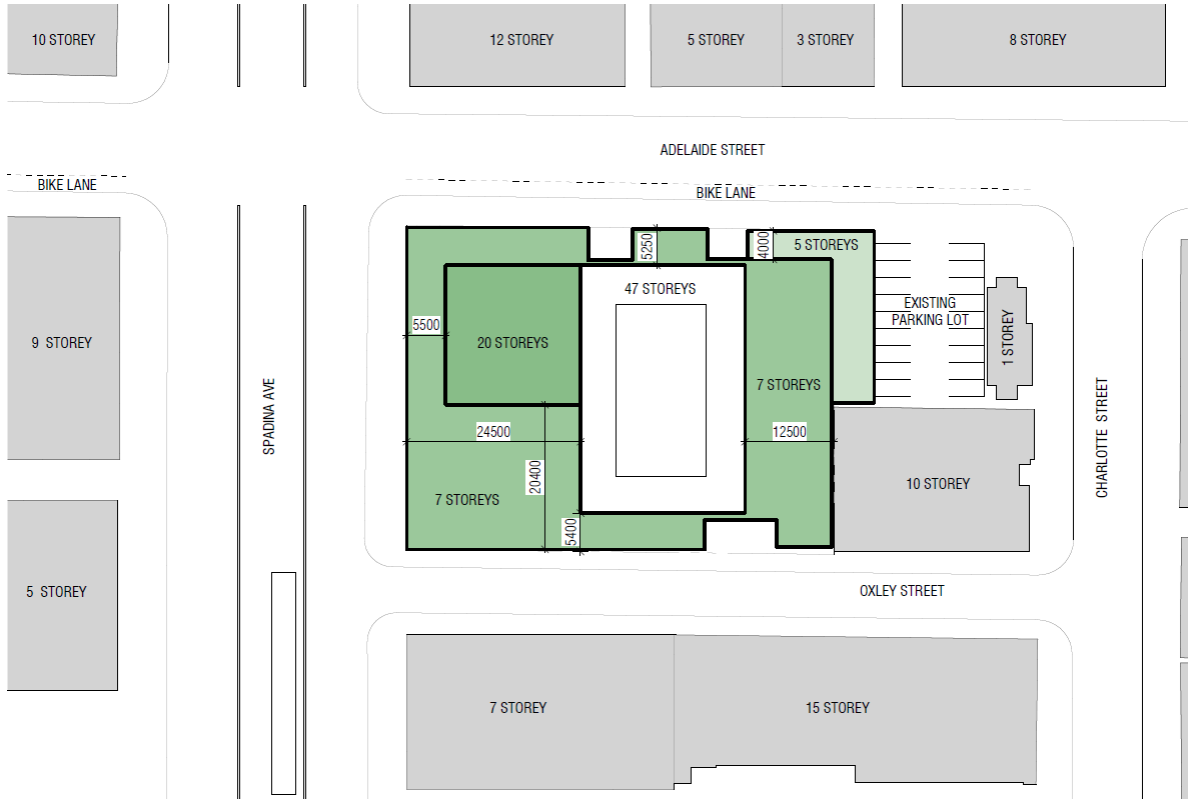 10 STOREY
12 STOREY
5 STOREY
3 STOREY
8 STOREY
ADELAIDE STREET
BIKE LANE
BIKE LANE
5250
4000
5 STOREYS
47 STOREYS
EXISTING
PARKING LOT
5500
9 STOREY
20 STOREYS
1 STOREY
7 STOREYS
SPADINA AVE
24500
12500
CHARLOTTE STREET
20400
10 STOREY
7 STOREYS
5400
5 STOREY
OXLEY STREET
7 STOREY
15 STOREY